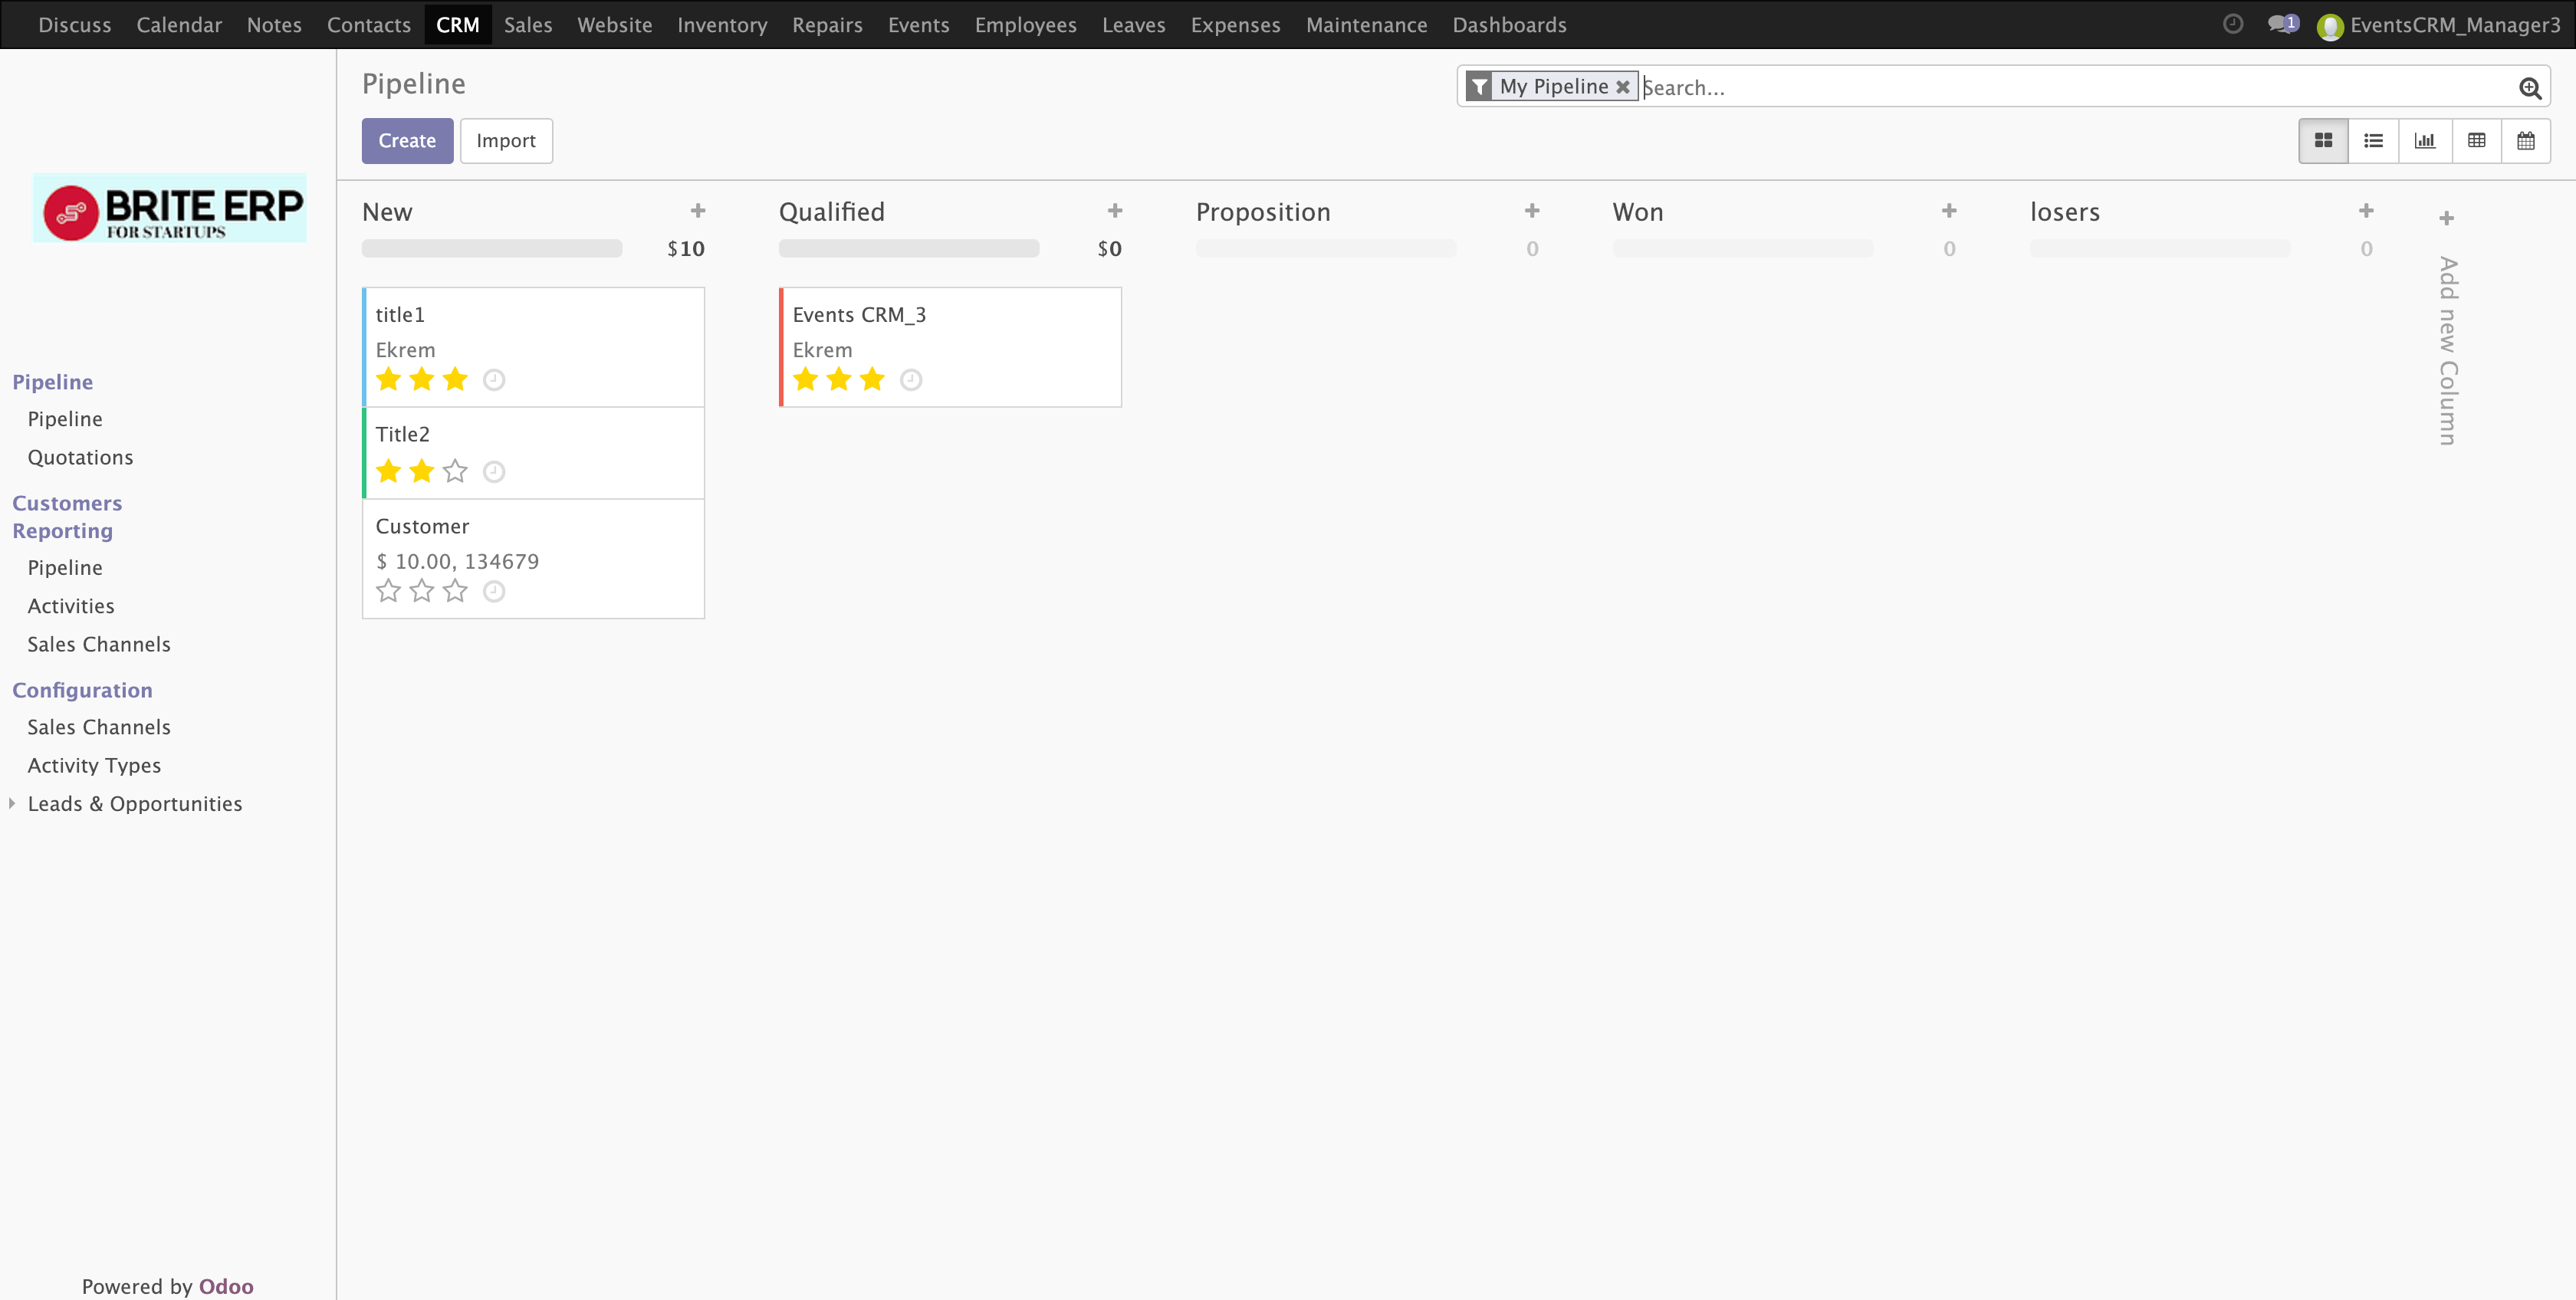 Discuss Calendar Notes Contacts CRM Sales Website Inventory Repairs Events Employees Leaves Expenses Maintenance Dashboards 1 EventsCRM_Manager3
Pipeline
My Pipeline Search...
Create Import
BRITE ERP
FOR STARTUPS
Pipeline
Pipeline
Quotations
Customers
Reporting
Pipeline
Activities
Sales Channels
Configuration
Sales Channels
Activity Types
Leads & Opportunities
Powered by Odoo
New
$10
title1
Ekrem
Title2
Customer
$ 10.00, 134679
Qualified
$0
Events CRM_3
Ekrem
Proposition
0
Won
0
losers
0
Add new Column